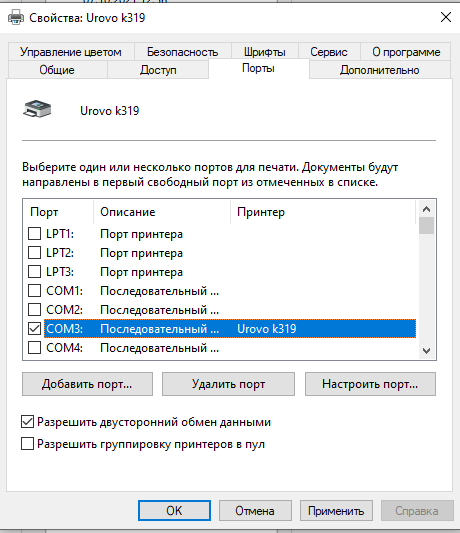 Свойства: Urovo k319
Управление цветом Безопасность Шрифты Сервис О программе
Общие Доступ Порты Дополнительно
Urovo k319
Выберите один или несколько портов для печати. Документы будут
направлены в первый свободный порт из отмеченных в списке.
Порт Описание Принтер
LPT1: Порт принтера
LPT2: Порт принтера
LPT3: Порт принтера
COM1: Последовательный ...
COM2: Последовательный ...
COM3: Последовательный ... Urovo k319
COM4: Последовательный ...
Добавить порт... Удалить порт Настроить порт...
Разрешить двусторонний обмен данными
Разрешить группировку принтеров в пул
OK Отмена Применить Справка